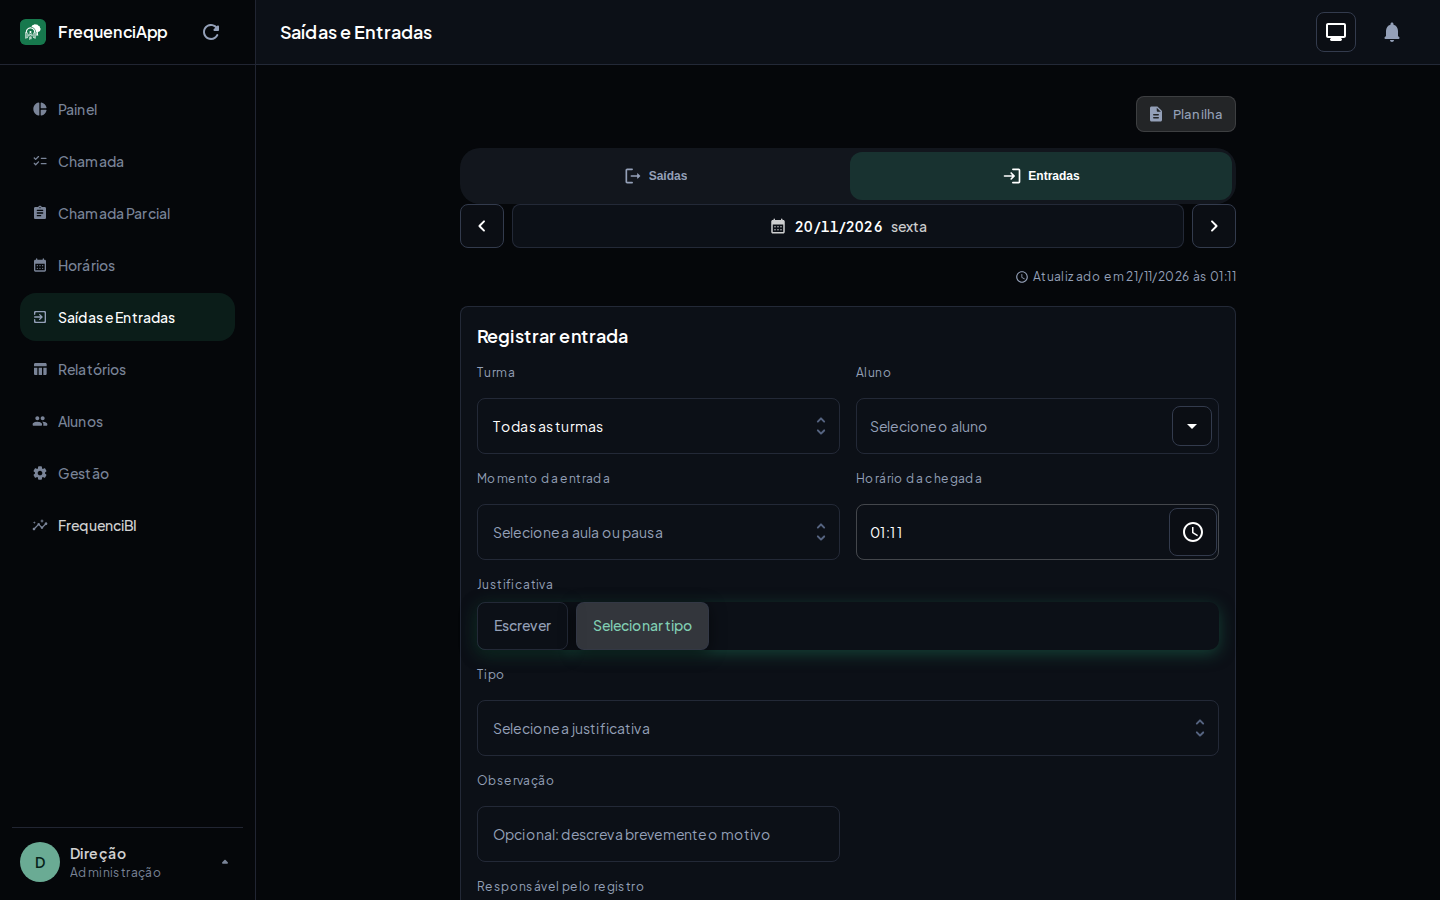 FrequenciApp
Saídas e Entradas
Painel
Chamada
Chamada Parcial
Horários
Saídas e Entradas
Relatórios
Alunos
Gestão
FrequenciBI
D
Direção
Administração
Planilha
Saídas
Entradas
20/11/2026 sexta
Atualizado em 21/11/2026 às 01:11
Registrar entrada
Turma
Aluno
Todas as turmas
Selecione o aluno
Momento da entrada
Horário da chegada
Selecione a aula ou pausa
01:11
Justificativa
Escrever
Selecionar tipo
Tipo
Selecione a justificativa
Observação
Opcional: descreva brevemente o motivo
Responsável pelo registro